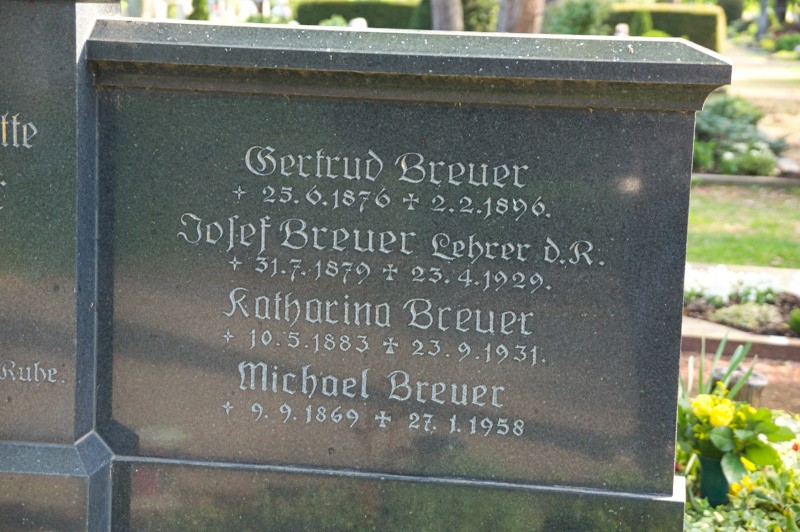 Gertrud Breuer
+ 25.6.1876 + 2.2.1896.
Josef Breuer Lehrer d.R.
+ 31.7.1879 + 23.4.1929.
Katharina Breuer
+ 10.5.1883 + 23.9.1931.
Michael Breuer
+ 9.9.1869 + 27.1.1958
Ruhe.